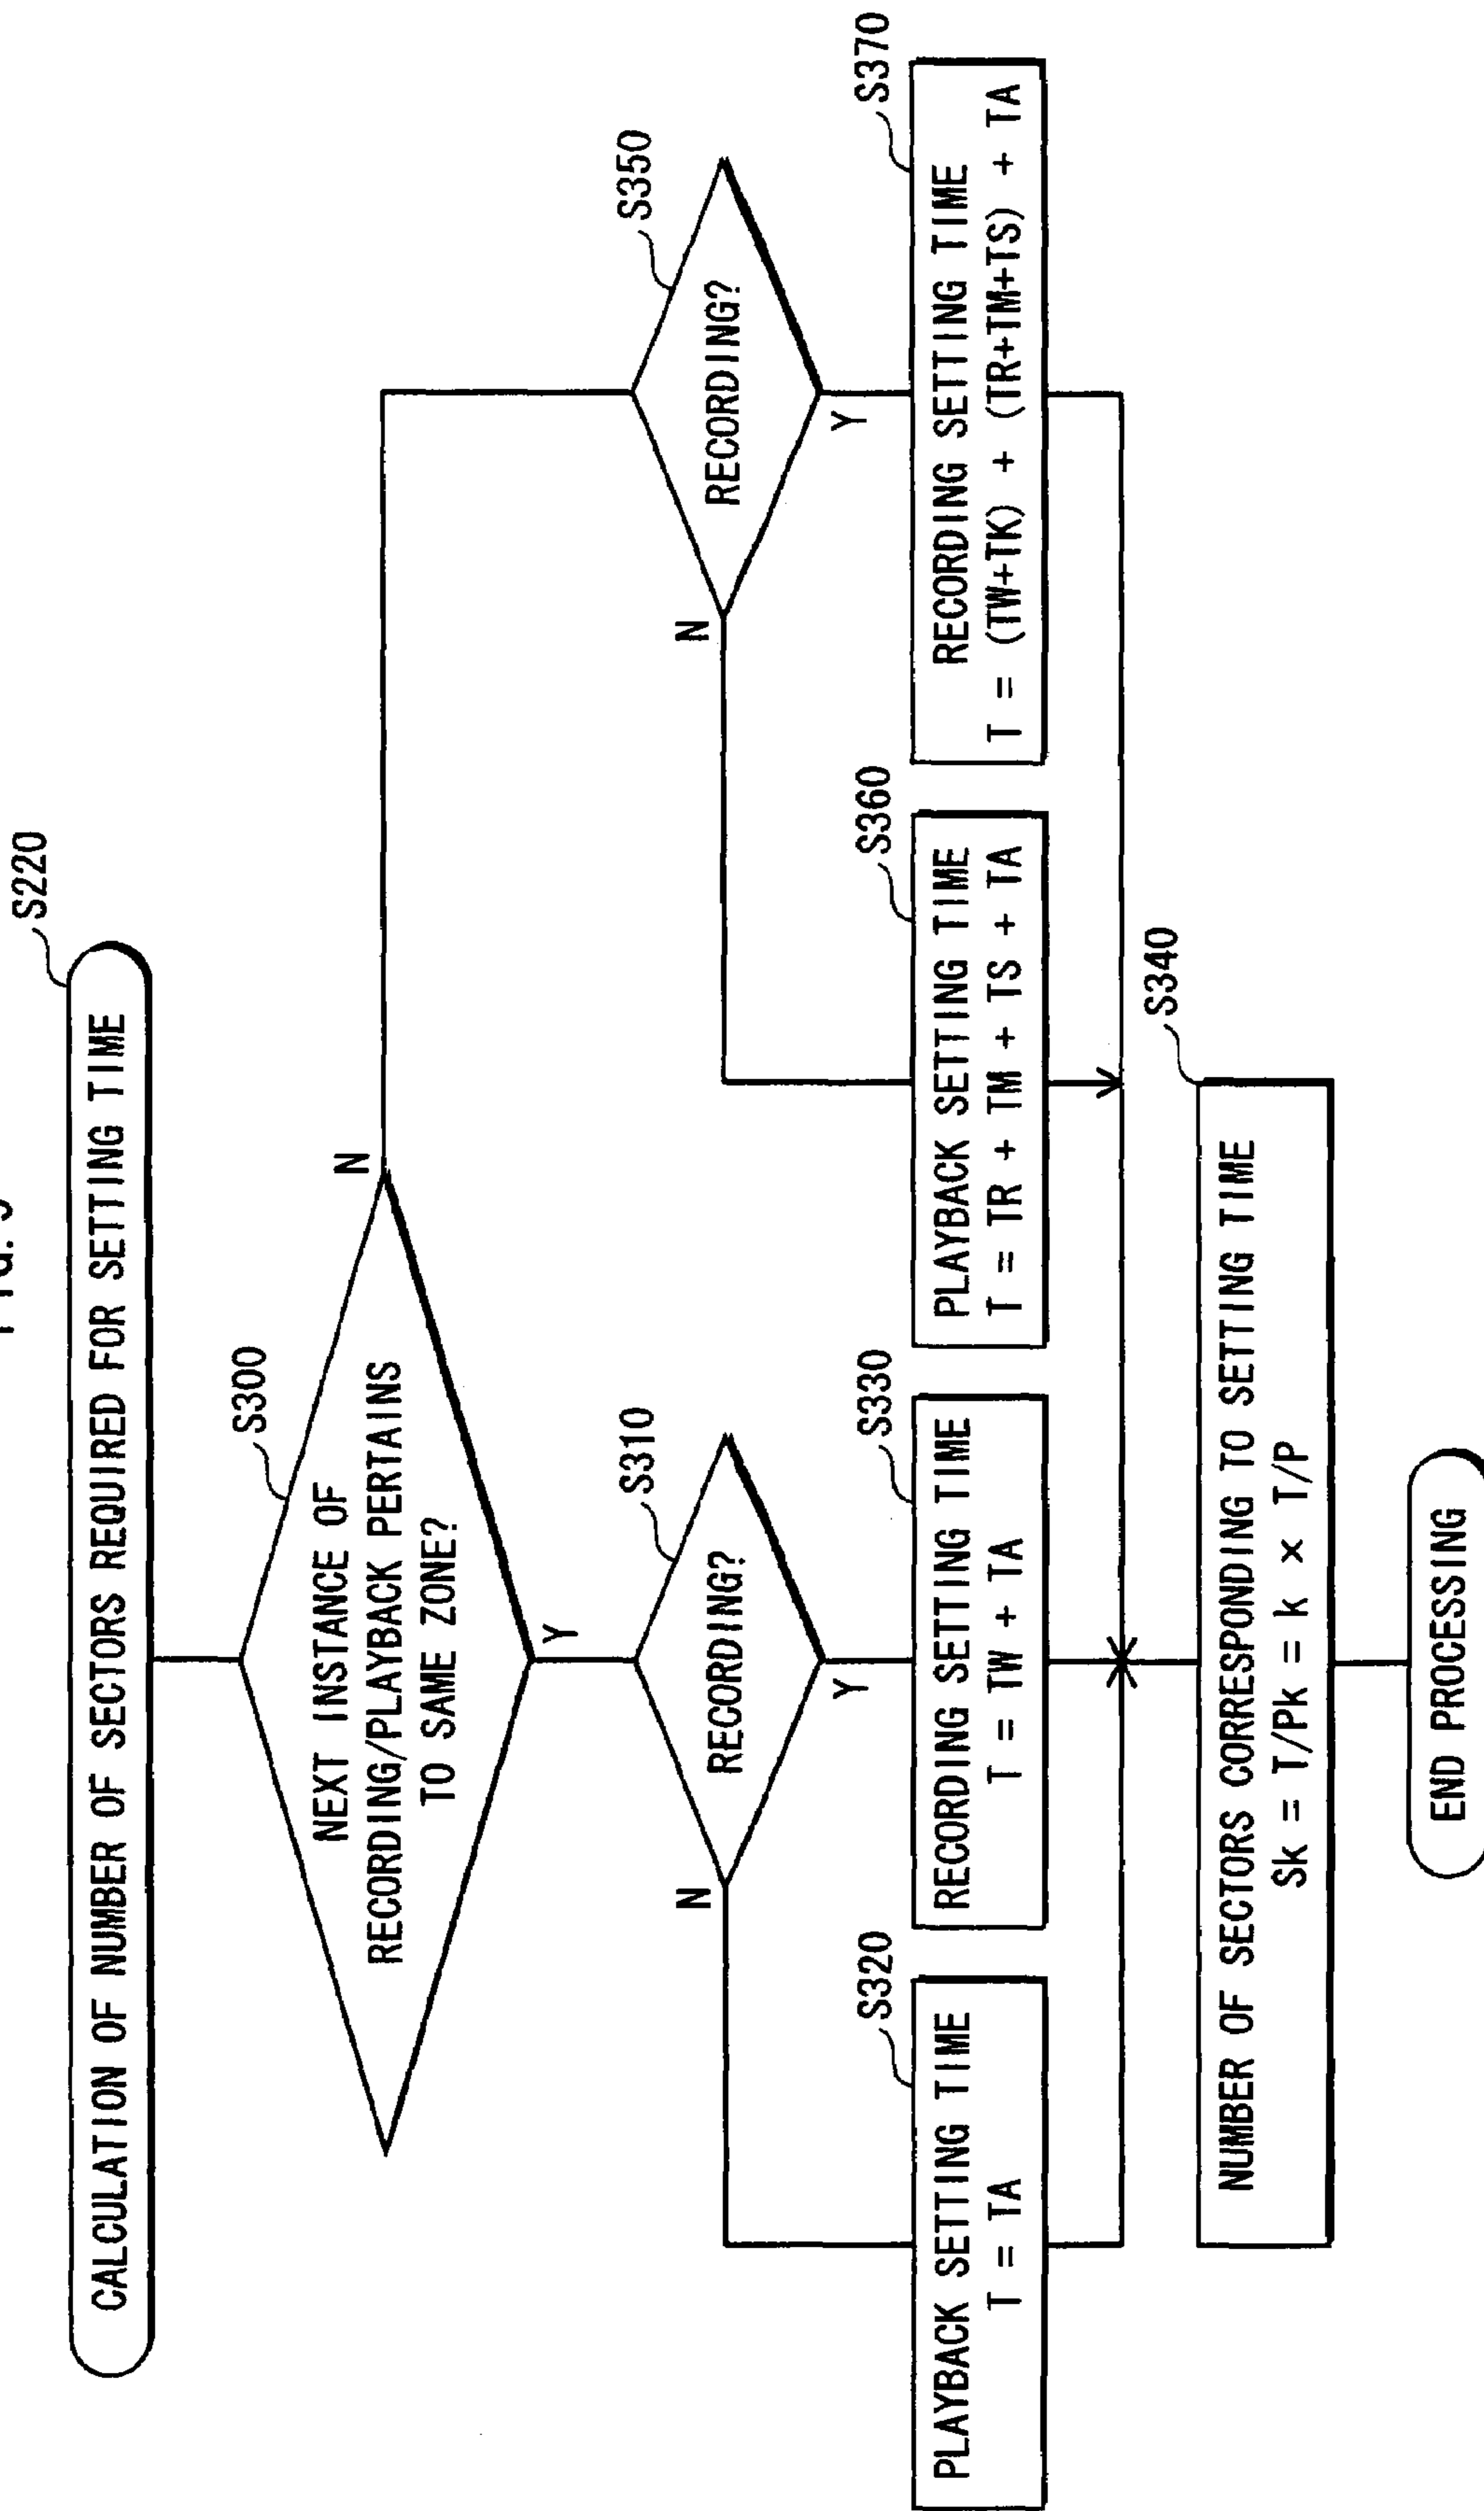 CALCULATION OF NUMBER OF SECTORS REQUIRED FOR SETTING TIME
S220
NEXT INSTANCE OF
RECORDING/PLAYBACK PERTAINS
TO SAME ZONE?
S300
N
Y
RECORDING?
S310
N
Y
RECORDING?
S350
N
Y
PLAYBACK SETTING TIME
T = TA
S320
RECORDING SETTING TIME
T = TW + TA
S330
PLAYBACK SETTING TIME
T = TR + TM + TS + TA
S360
RECORDING SETTING TIME
T = (TW+TK) + (TR+TM+TS) + TA
S370
NUMBER OF SECTORS CORRESPONDING TO SETTING TIME
Sk = T/Pk = k × T/P
S340
END PROCESSING